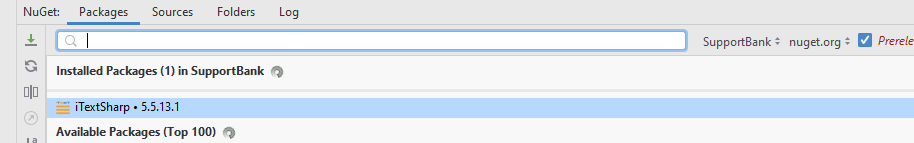 NuGet: Packages Sources Folders Log
SupportBank nuget.org
Installed Packages (1) in SupportBank
iTextSharp • 5.5.13.1
Available Packages (Top 100)